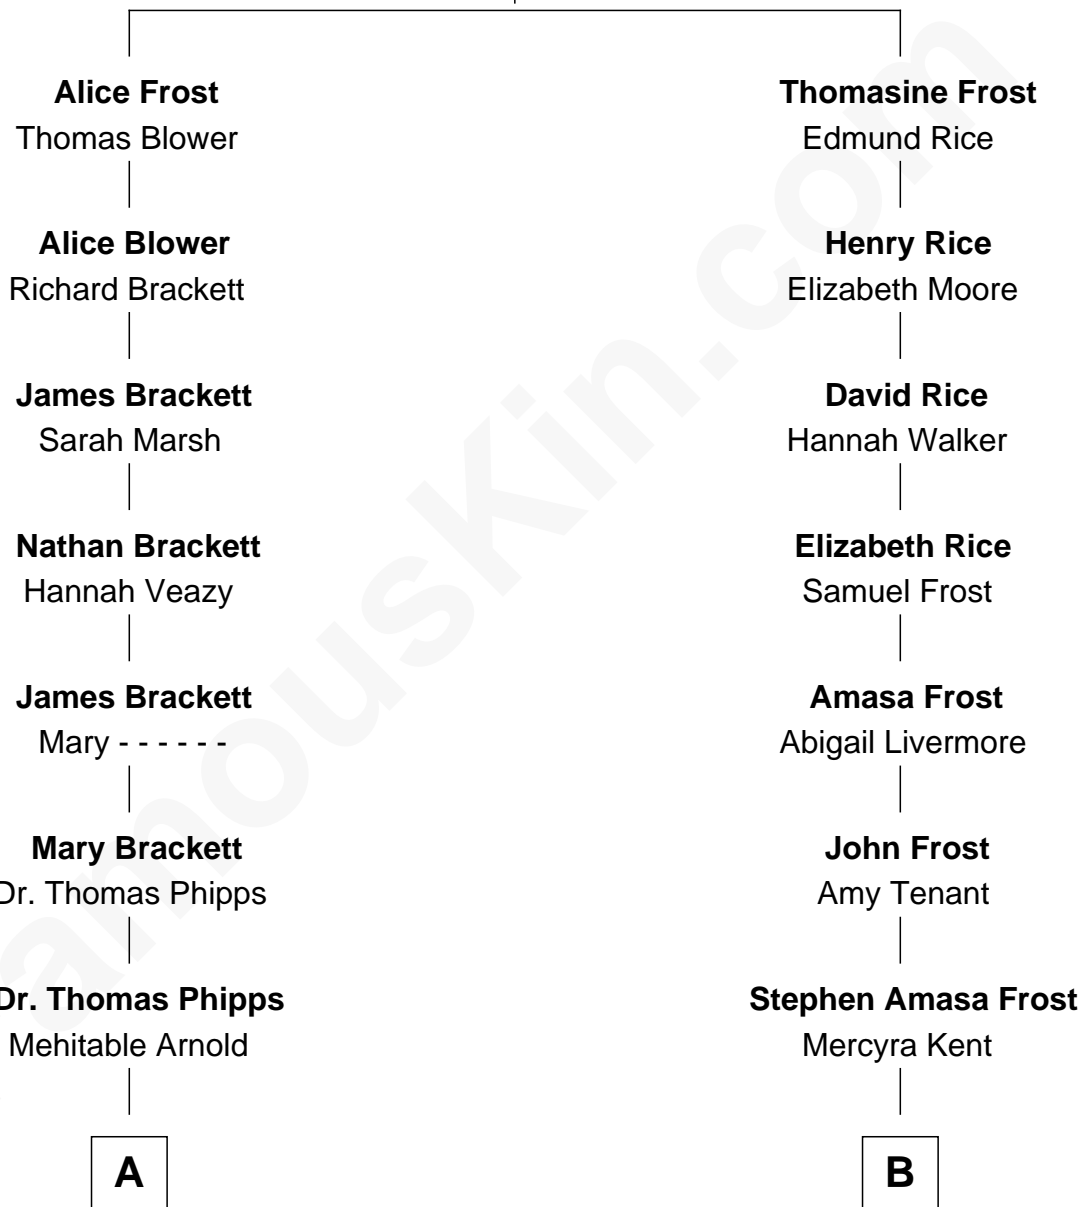 Alice Frost
Thomas Blower
Alice Blower
Richard Brackett
James Brackett
Sarah Marsh
Nathan Brackett
Hannah Veazy
James Brackett
Mary - - - - - -
Mary Brackett
Dr. Thomas Phipps
Dr. Thomas Phipps
Mehitable Arnold
A
Thomasine Frost
Edmund Rice
Henry Rice
Elizabeth Moore
David Rice
Hannah Walker
Elizabeth Rice
Samuel Frost
Amasa Frost
Abigail Livermore
John Frost
Amy Tenant
Stephen Amasa Frost
Mercyra Kent
B
amouskin.com